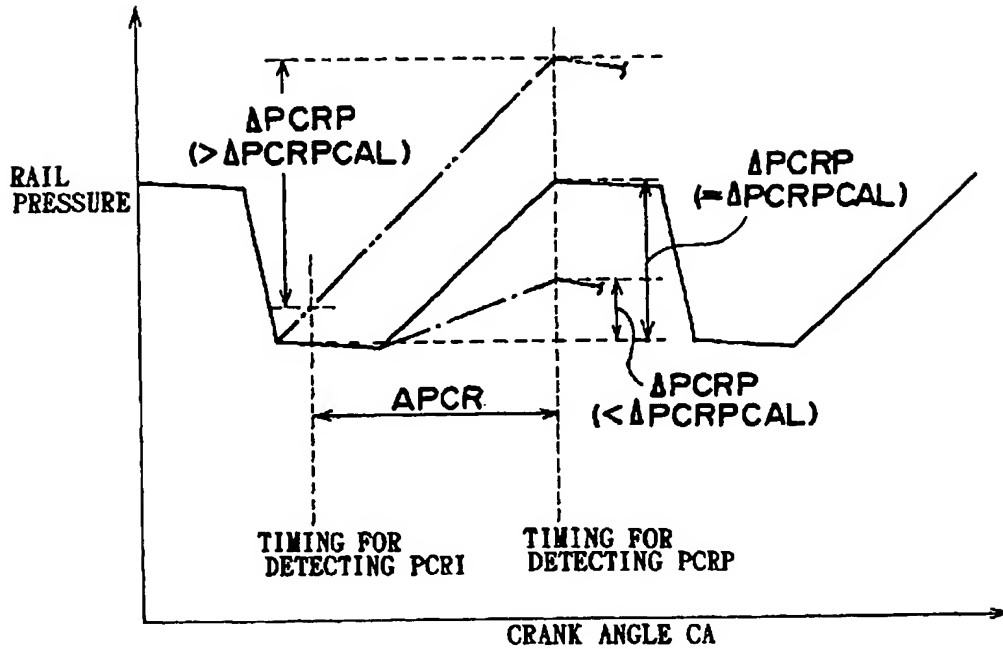 ΔPCRP
(>ΔPCRPCAL)
RAIL
PRESSURE
ΔPCRP
(=ΔPCRPCAL)
ΔPCRP
(<ΔPCRPCAL)
APCR
TIMING FOR
DETECTING PCRI
TIMING FOR
DETECTING PCRP
CRANK ANGLE CA